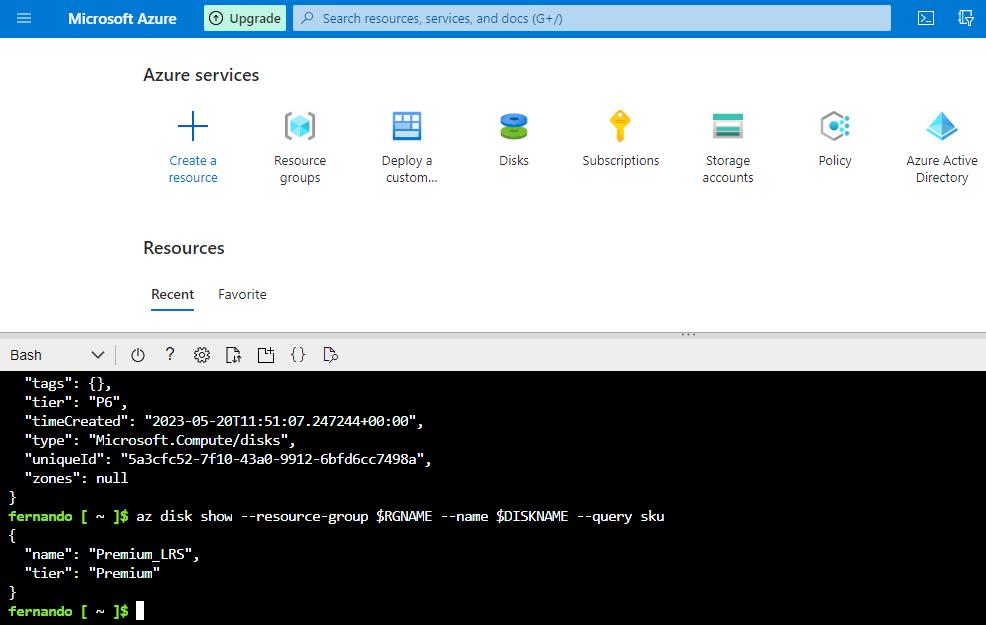 Microsoft Azure Upgrade Search resources, services, and docs (G+/)
Azure services
Create a resource
Resource groups
Deploy a custom...
Disks
Subscriptions
Storage accounts
Policy
Azure Active Directory
Resources
Recent Favorite
Bash
"tags": {},
"tier": "P6",
"timeCreated": "2023-05-20T11:51:07.247244+00:00",
"type": "Microsoft.Compute/disks",
"uniqueId": "5a3cfc52-7f10-43a0-9912-6bfd6cc7498a",
"zones": null
}
fernando [ ~ ]$ az disk show --resource-group $RGNAME --name $DISKNAME --query sku
{
"name": "Premium_LRS",
"tier": "Premium"
}
fernando [ ~ ]$